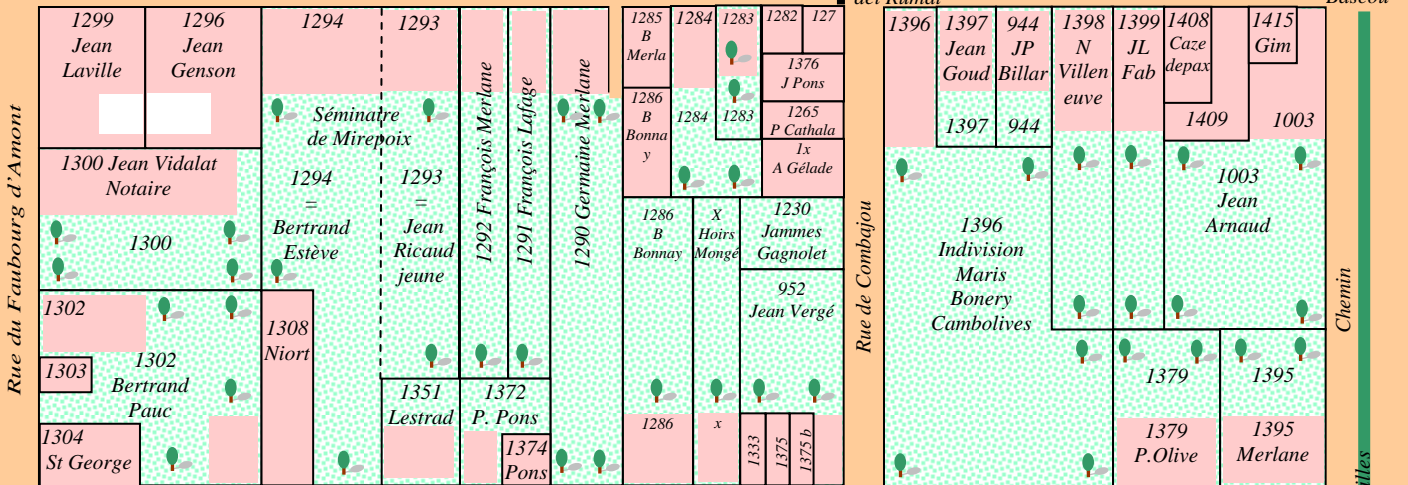 del Rumat
Bascou
Rue du Faubourg d'Amont
1299
Jean
Laville
1296
Jean
Genson
1300 Jean Vidalat
Notaire
1300
1302
1303
1302
Bertrand
Pauc
1304
St George
1294
1293
Séminaire
de Mirepoix
1294
=
Bertrand
Estève
1293
=
Jean
Ricaud
jeune
1308
Niort
1351
Lestrad
1292 François Merlane
1291 François Lafage
1290 Germaine Merlane
1372
P. Pons
1374
Pons
1285
B
Merla
1286
B
Bonna
y
1284
1284
1283
1283
1282
127
1376
J Pons
1265
P Cathala
1x
A Gélade
1286
B
Bonnay
X
Hoirs
Mongé
1230
Jammes
Gagnolet
952
Jean Vergé
1286
x
1333
1375
1375 b
Rue de Combajou
1396
1397
Jean
Goud
1397
944
JP
Billar
944
1398
N
Villen
euve
1399
JL
Fab
1408
Caze
depax
1409
1415
Gim
1003
1003
Jean
Arnaud
1396
Indivision
Maris
Bonery
Cambolives
1379
1379
P.Olive
1395
1395
Merlane
Chemin
illes